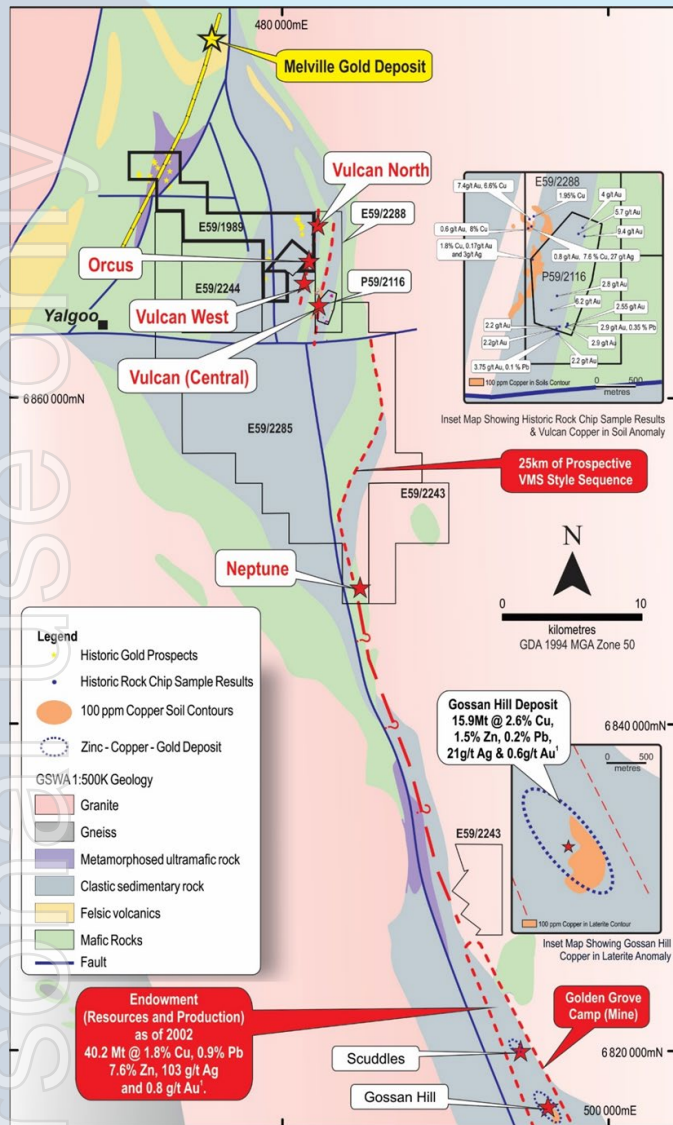 480 000mE
Melville Gold Deposit
Vulcan North
E59/1989
E59/2288
Orcus
E59/2244
P59/2116
Vulcan West
Yalgoo
Vulcan (Central)
6 860 000mN
E59/2285
E59/2288
7.4g/t Au, 6.6% Cu
1.95% Cu
4 g/t Au
5.7 g/t Au
0.6 g/t Au, 8% Cu
9.4 g/t Au
1.8% Cu, 0.17g/t Au
and 3g/t Ag
0.8 g/t Au, 7.6 % Cu, 27 g/t Ag
P59/2116
2.8 g/t Au
6.2 g/t Au
2.55 g/t Au
2.2 g/t Au
2.9 g/t Au, 0.35 % Pb
2.2g/t Au
2.9 g/t Au
2.2 g/t Au
3.75 g/t Au, 0.1 % Pb
100 ppm Copper in Soils Contour
0 500
metres
Inset Map Showing Historic Rock Chip Sample Results
& Vulcan Copper in Soil Anomaly
25km of Prospective
VMS Style Sequence
E59/2243
Neptune
N
0 10
kilometres
GDA 1994 MGA Zone 50
?
?
?
Legend
Historic Gold Prospects
Historic Rock Chip Sample Results
100 ppm Copper Soil Contours
Zinc - Copper - Gold Deposit
GSWA 1:500K Geology
Granite
Gneiss
Metamorphosed ultramafic rock
Clastic sedimentary rock
Felsic volcanics
Mafic Rocks
Fault
Gossan Hill Deposit
15.9Mt @ 2.6% Cu,
1.5% Zn, 0.2% Pb,
21g/t Ag & 0.6g/t Au¹
6 840 000mN
0 500
metres
E59/2243
100 ppm Copper in Laterite Contour
Inset Map Showing Gossan Hill
Copper in Laterite Anomaly
Endowment
(Resources and Production)
as of 2002
40.2 Mt @ 1.8% Cu, 0.9% Pb
7.6% Zn, 103 g/t Ag
and 0.8 g/t Au¹.
Golden Grove
Camp (Mine)
Scuddles
6 820 000mN
Gossan Hill
500 000mE
rsonal use only